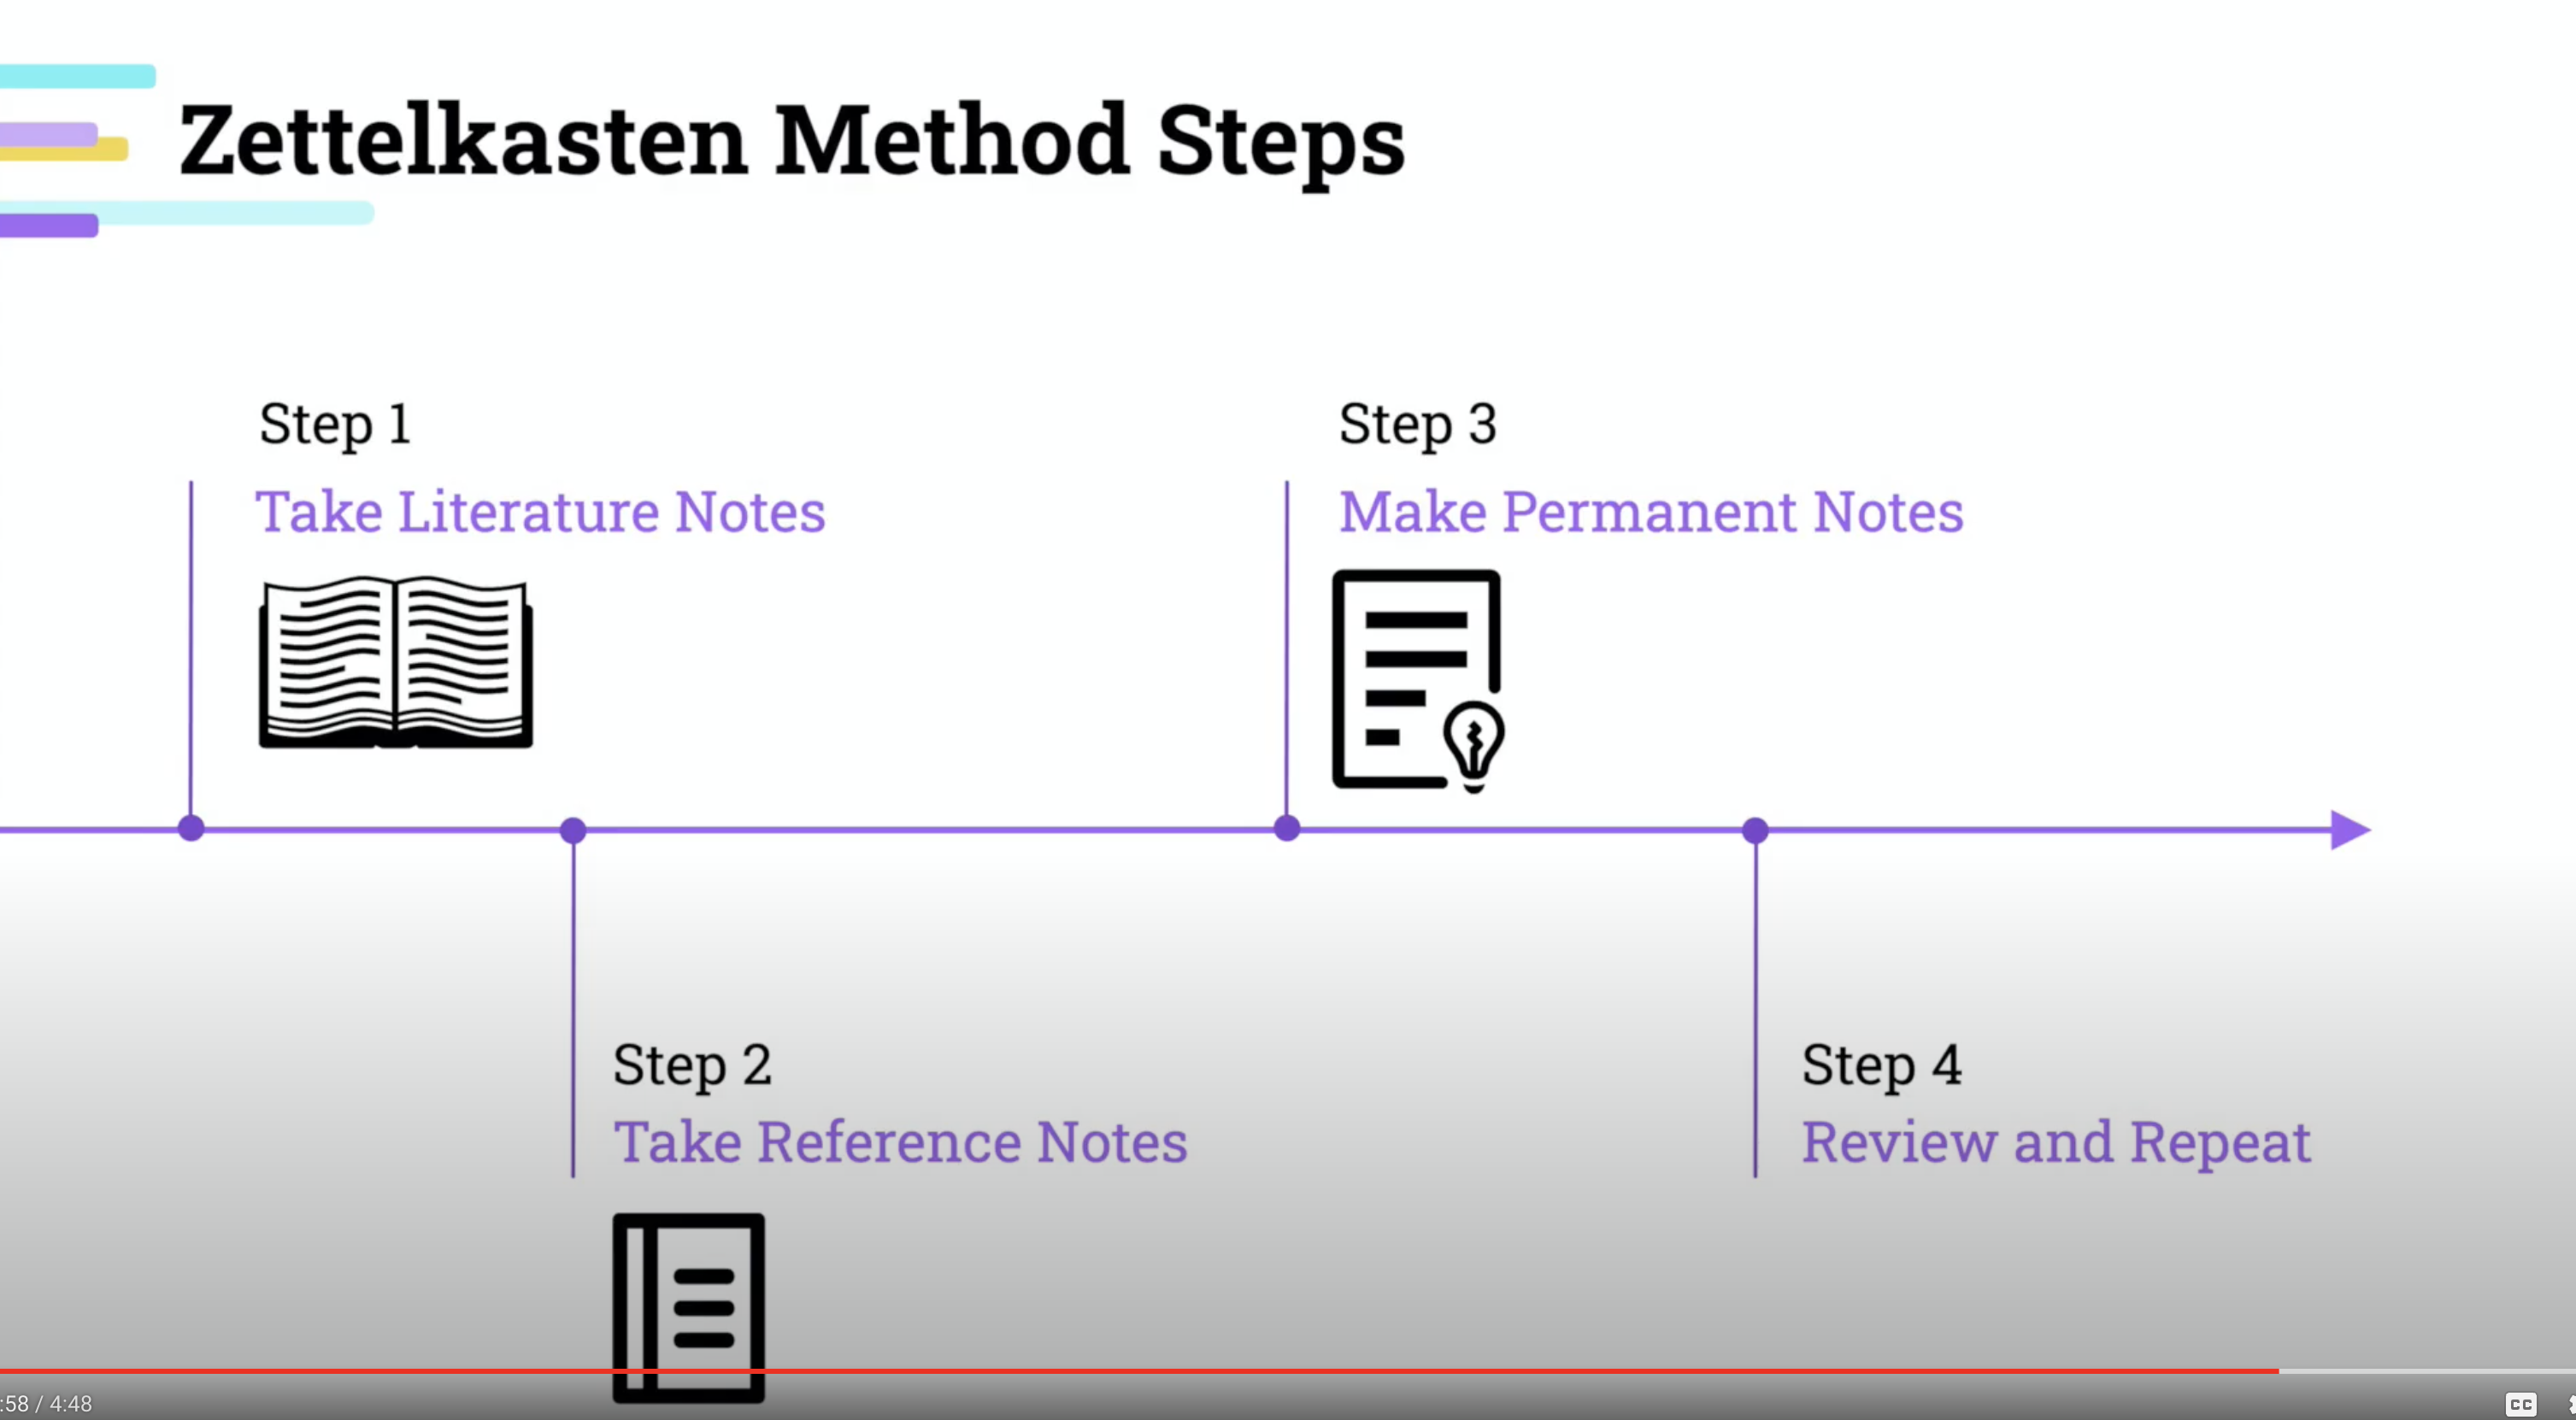 Zettelkasten Method Steps
Step 1
Take Literature Notes
Step 2
Take Reference Notes
Step 3
Make Permanent Notes
Step 4
Review and Repeat
:58 / 4:48
CC